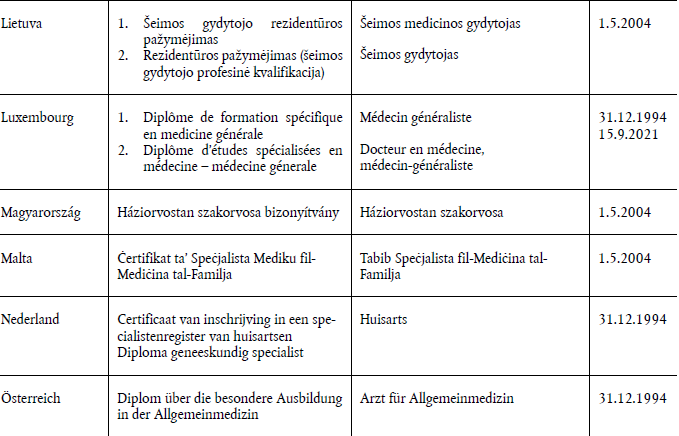 Lietuva
1. Šeimos gydytojo rezidentūros
pažymėjimas
2. Rezidentūros pažymėjimas (šeimos
gydytojo profesinė kvalifikacija)
Šeimos medicinos gydytojas
Šeimos gydytojas
1.5.2004
Luxembourg
1. Diplôme de formation spécifique
en medicine générale
2. Diplôme d'études spécialisées en
médecine – médecine génerale
Médecin généraliste
Docteur en médecine,
médecin-généraliste
31.12.1994
15.9.2021
Magyarország
Háziorvostan szakorvosa bizonyítvány
Háziorvostan szakorvosa
1.5.2004
Malta
Ċertifikat ta' Speċjalista Mediku fil-
Mediċina tal-Familja
Tabib Speċjalista fil-Mediċina tal-
Familja
1.5.2004
Nederland
Certificaat van inschrijving in een spe-
cialistenregister van huisartsen
Diploma geneeskundig specialist
Huisarts
31.12.1994
Österreich
Diplom über die besondere Ausbildung
in der Allgemeinmedizin
Arzt für Allgemeinmedizin
31.12.1994